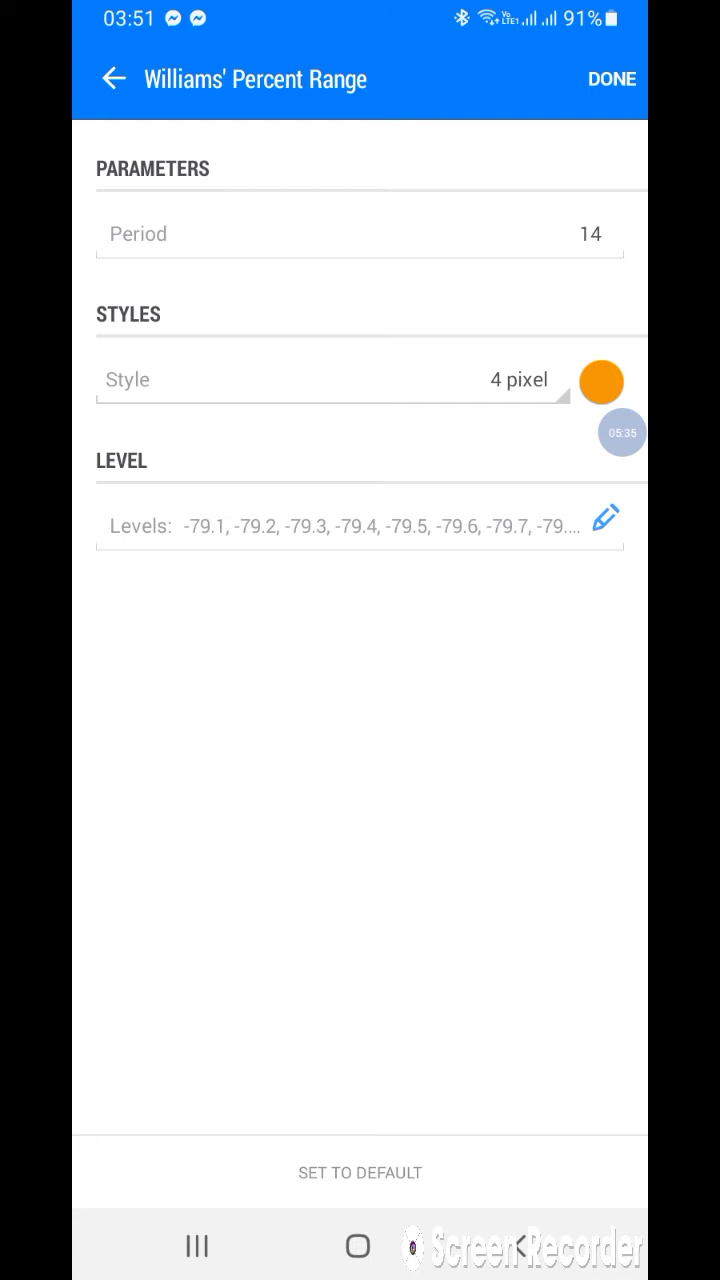 03:51 Vo LTE1 91%
Williams' Percent Range DONE
PARAMETERS
Period 14
STYLES
Style 4 pixel
05:35
LEVEL
Levels: -79.1, -79.2, -79.3, -79.4, -79.5, -79.6, -79.7, -79....
SET TO DEFAULT
Screen Recorder